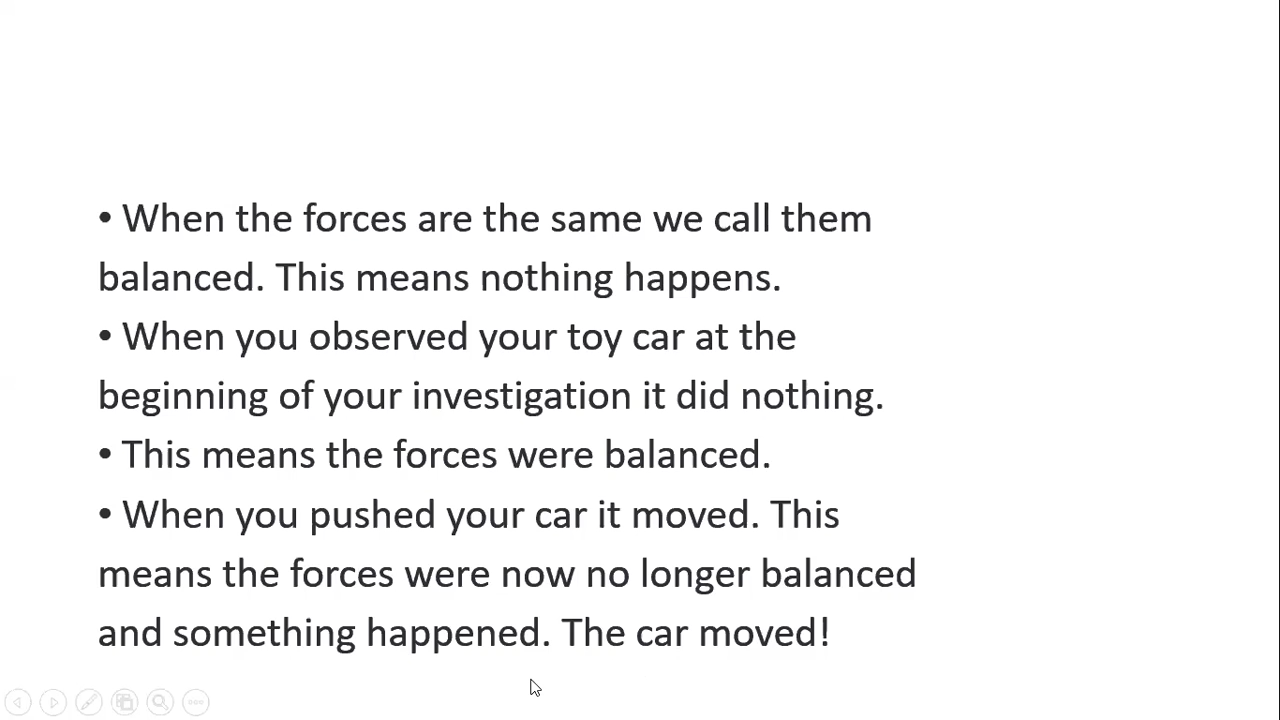 • When the forces are the same we call them
balanced. This means nothing happens.
• When you observed your toy car at the
beginning of your investigation it did nothing.
• This means the forces were balanced.
• When you pushed your car it moved. This
means the forces were now no longer balanced
and something happened. The car moved!